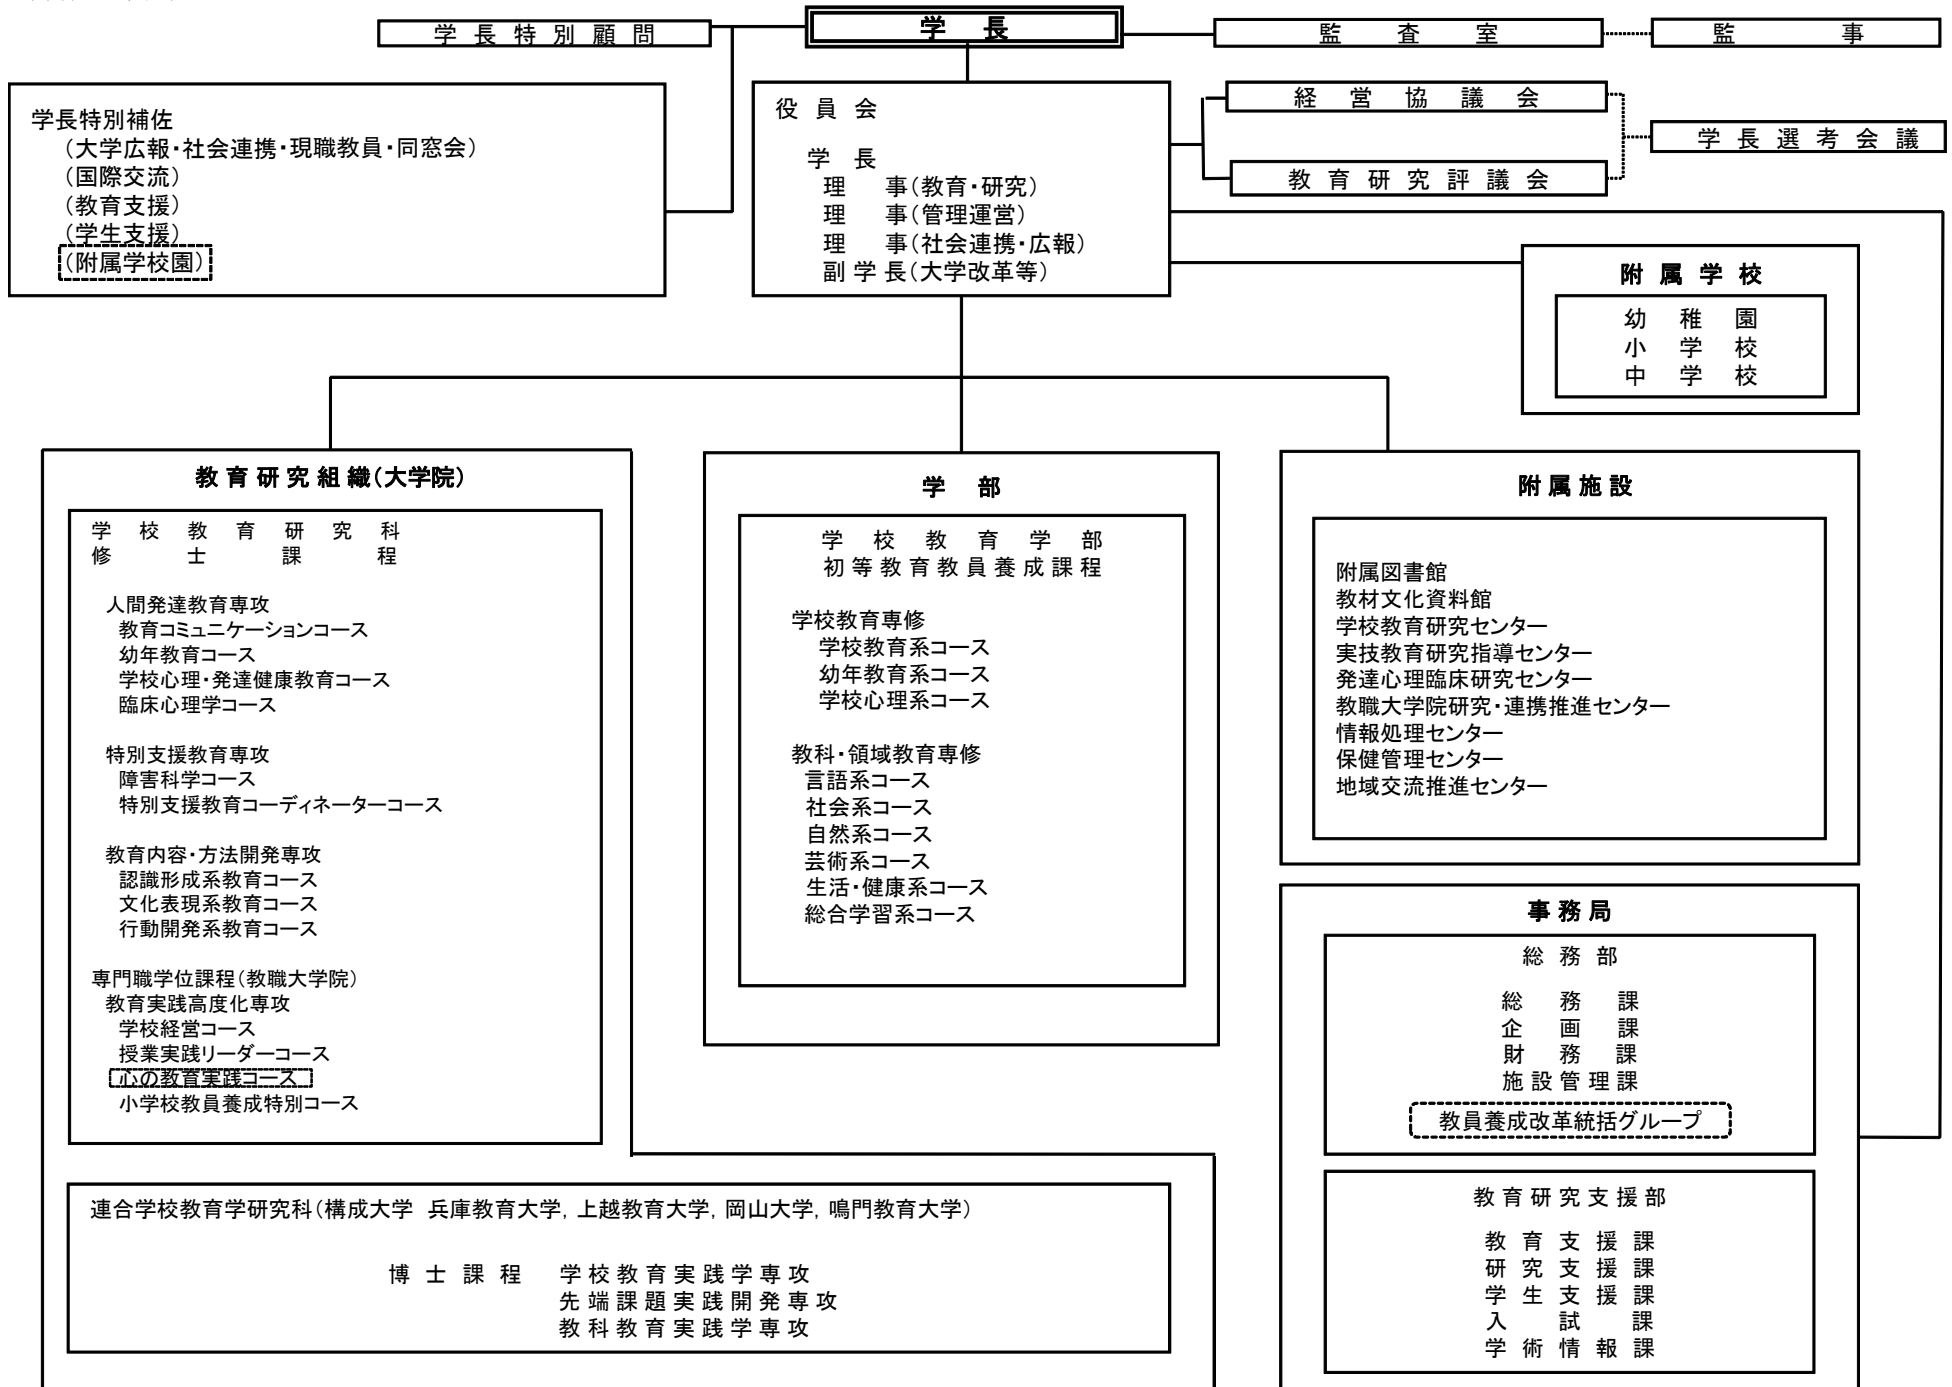 学長特別顧問
学 長
監査室
監事
学長特別補佐
(大学広報・社会連携・現職教員・同窓会)
(国際交流)
(教育支援)
(学生支援)
(附属学校園)
役員会
学 長
理 事(教育・研究)
理 事(管理運営)
理 事(社会連携・広報)
副学長(大学改革等)
経営協議会
教育研究評議会
学長選考会議
附属学校
幼稚園
小学校
中学校
教育研究組織(大学院)
学校教育研究科
修士課程
人間発達教育専攻
教育コミュニケーションコース
幼年教育コース
学校心理・発達健康教育コース
臨床心理学コース
特別支援教育専攻
障害科学コース
特別支援教育コーディネーターコース
教育内容・方法開発専攻
認識形成系教育コース
文化表現系教育コース
行動開発系教育コース
専門職学位課程(教職大学院)
教育実践高度化専攻
学校経営コース
授業実践リーダーコース
心の教育実践コース
小学校教員養成特別コース
連合学校教育学研究科(構成大学 兵庫教育大学, 上越教育大学, 岡山大学, 鳴門教育大学)
博士課程 学校教育実践学専攻
先端課題実践開発専攻
教科教育実践学専攻
学 部
学校教育学部
初等教育教員養成課程
学校教育専修
学校教育系コース
幼年教育系コース
学校心理系コース
教科・領域教育専修
言語系コース
社会系コース
自然系コース
芸術系コース
生活・健康系コース
総合学習系コース
附属施設
附属図書館
教材文化資料館
学校教育研究センター
実技教育研究指導センター
発達心理臨床研究センター
教職大学院研究・連携推進センター
情報処理センター
保健管理センター
地域交流推進センター
事務局
総務部
総務課
企画課
財務課
施設管理課
教員養成改革統括グループ
教育研究支援部
教育支援課
研究支援課
学生支援課
入試課
学術情報課